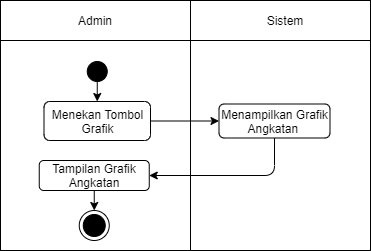 Admin
Sistem
Menekan Tombol
Grafik
Menampilkan Grafik
Angkatan
Tampilan Grafik
Angkatan